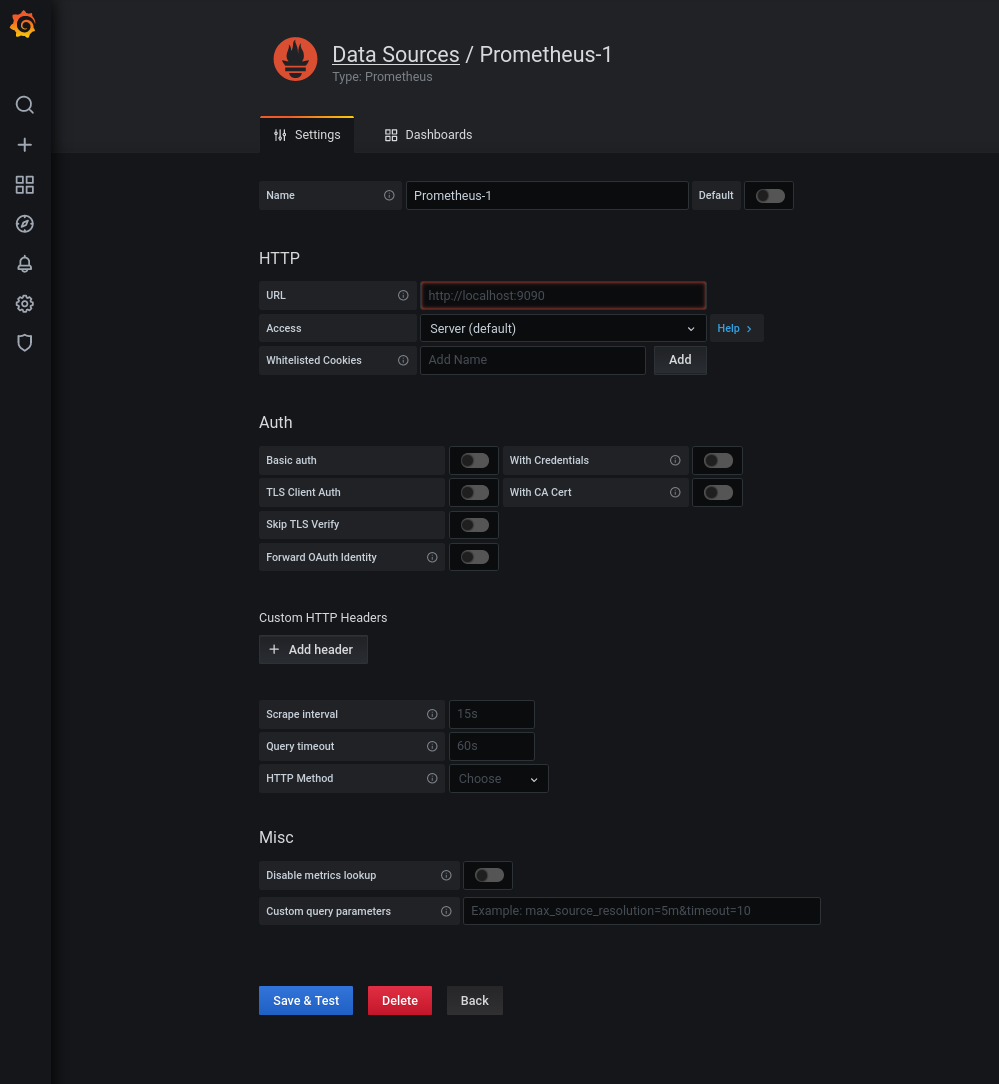 Data Sources / Prometheus-1
Type: Prometheus
Settings Dashboards
Name Prometheus-1 Default
HTTP
URL http://localhost:9090
Access Server (default) Help
Whitelisted Cookies Add Name Add
Auth
Basic auth With Credentials
TLS Client Auth With CA Cert
Skip TLS Verify
Forward OAuth Identity
Custom HTTP Headers
+ Add header
Scrape interval 15s
Query timeout 60s
HTTP Method Choose
Misc
Disable metrics lookup
Custom query parameters Example: max_source_resolution=5m&timeout=10
Save & Test Delete Back